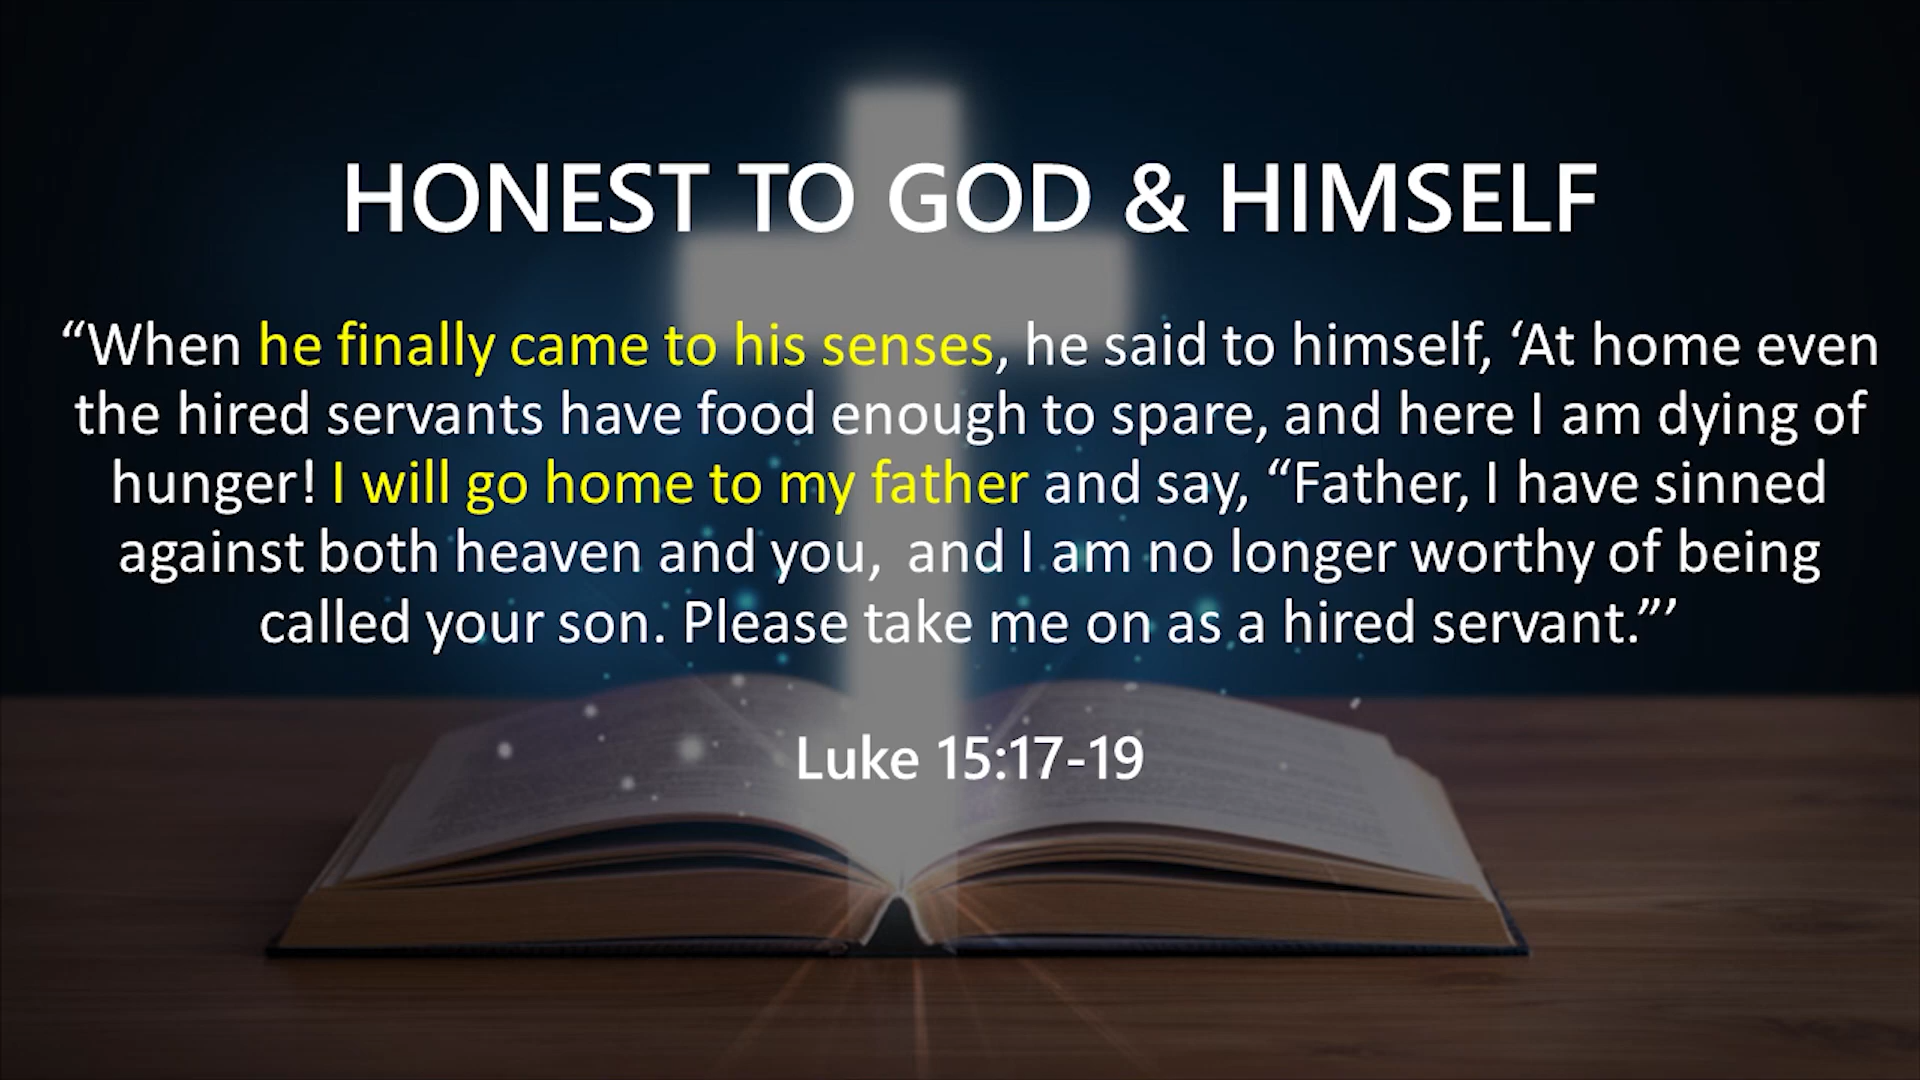 HONEST TO GOD & HIMSELF
“When he finally came to his senses, he said to himself, ‘At home even
the hired servants have food enough to spare, and here I am dying of
hunger! I will go home to my father and say, “Father, I have sinned
against both heaven and you,  and I am no longer worthy of being
called your son. Please take me on as a hired servant.”’
Luke 15:17-19